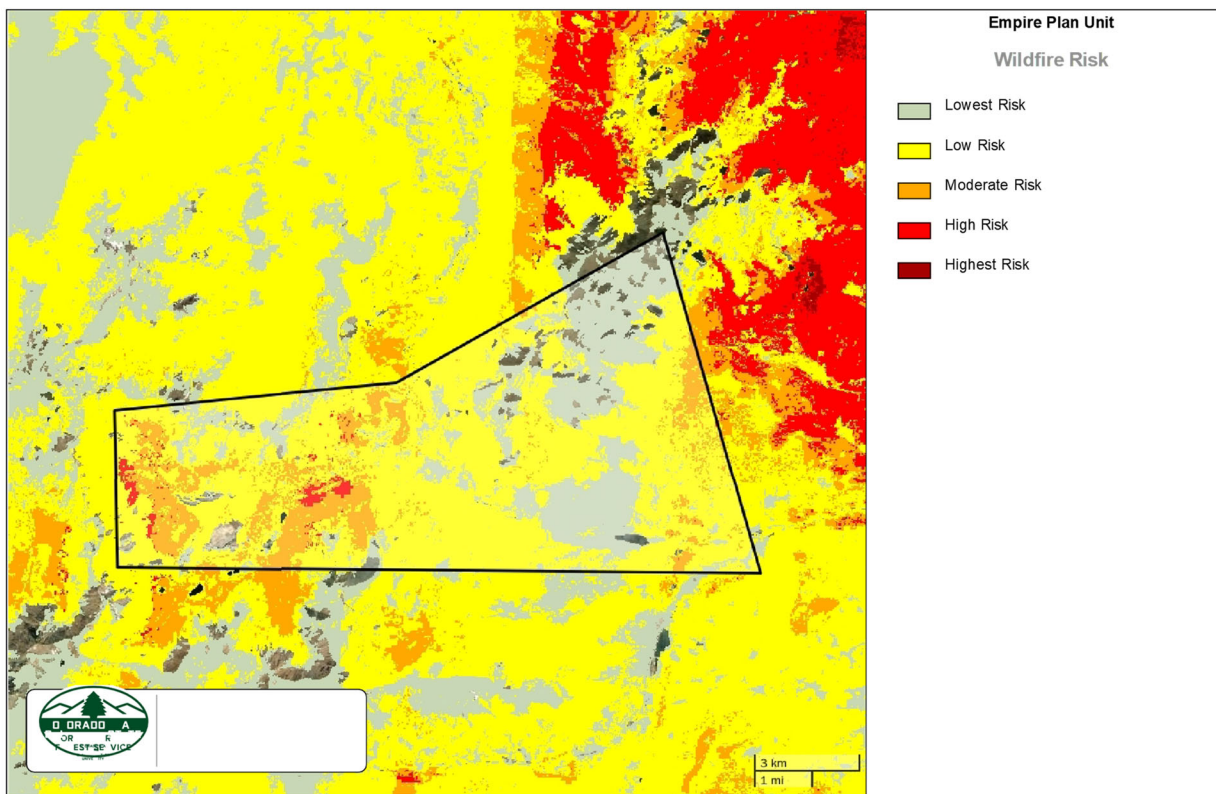 Empire Plan Unit
Wildfire Risk
Lowest Risk
Low Risk
Moderate Risk
High Risk
Highest Risk
3 km
1 mi